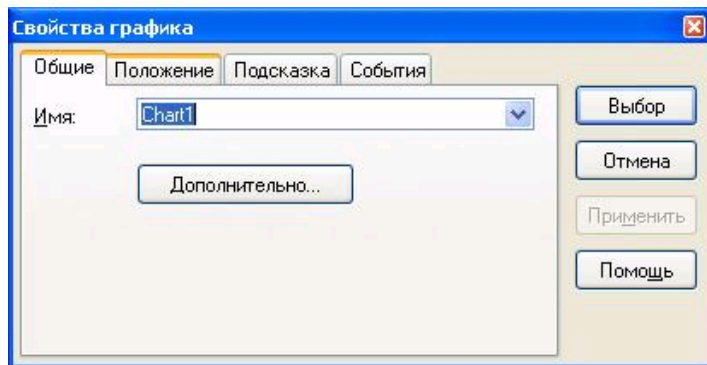 Свойства графика
Общие Положение Подсказка События
Имя: Chart1
Выбор
Дополнительно...
Отмена
Применить
Помощь